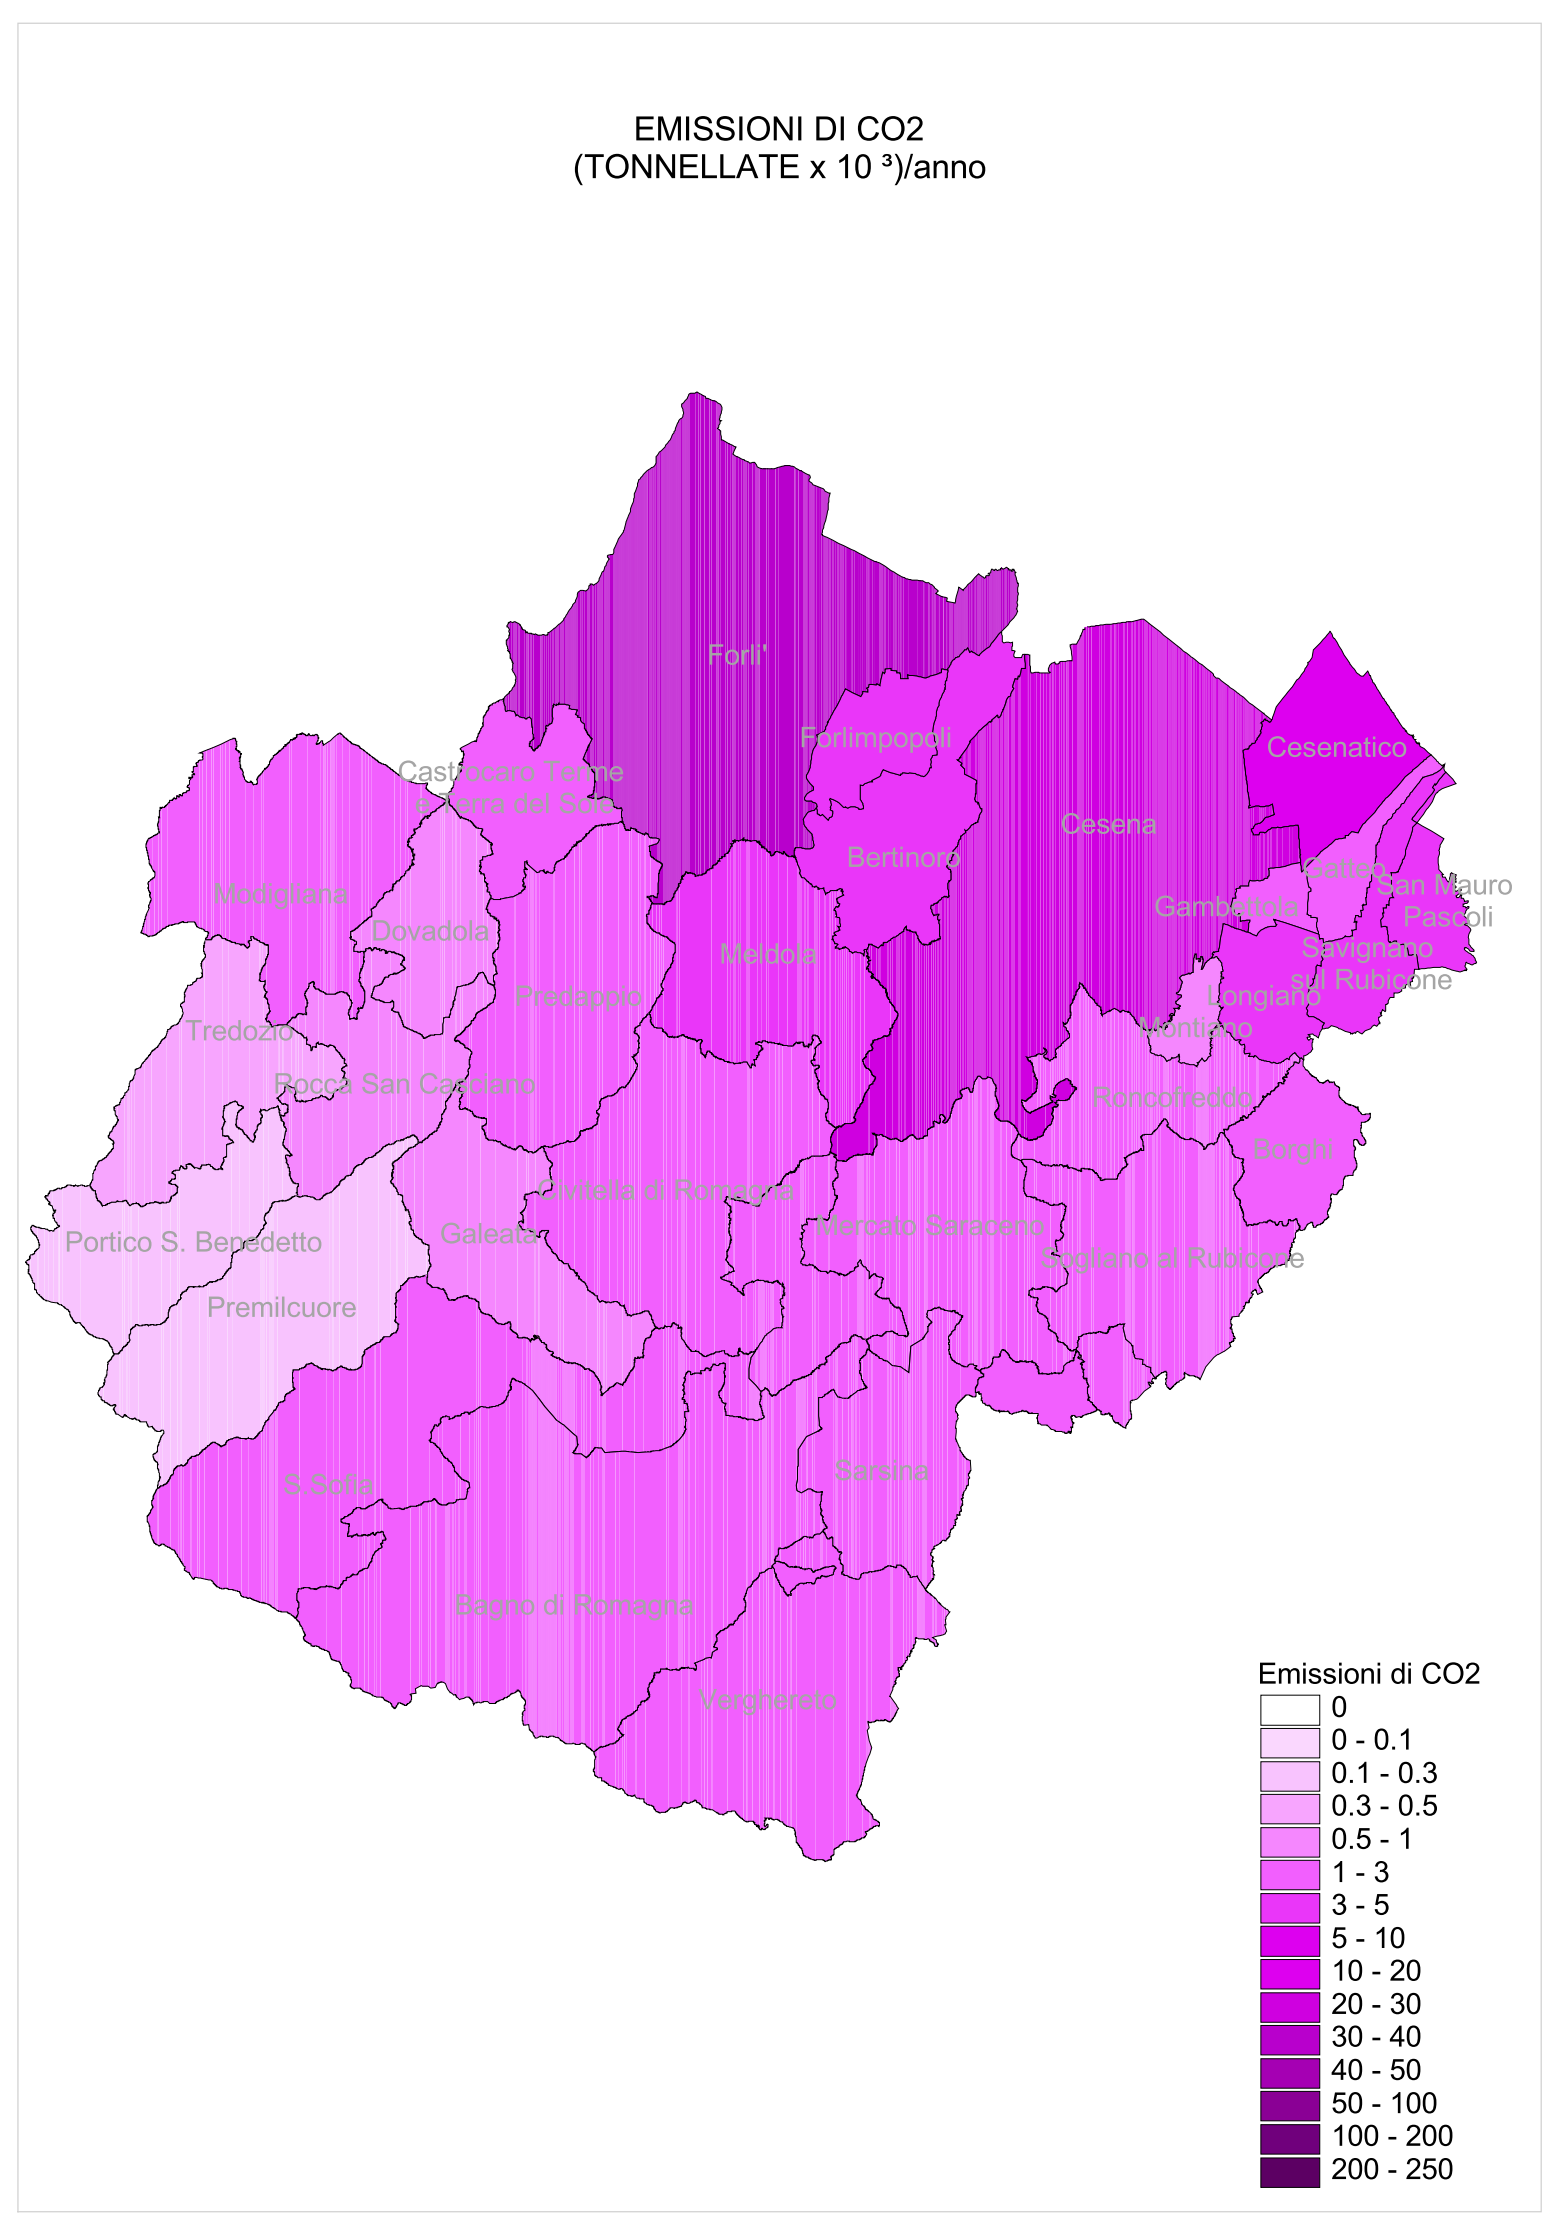 EMISSIONI DI CO2
(TONNELLATE x 10 ³)/anno
Forli'
Forlimpopoli
Cesenatico
Castrocaro Terme
e Terra del Sole
Cesena
Bertinoro
Gatteo
San Mauro
Pascoli
Modigliana
Gambettola
Dovadola
Meldola
Savignano
sul Rubicone
Predappio
Longiano
Tredozio
Montiano
Rocca San Casciano
Roncofreddo
Borghi
Civitella di Romagna
Mercato Saraceno
Galeata
Portico S. Benedetto
Sogliano al Rubicone
Premilcuore
Sarsina
S.Sofia
Bagno di Romagna
Verghereto
Emissioni di CO2
0
0 - 0.1
0.1 - 0.3
0.3 - 0.5
0.5 - 1
1 - 3
3 - 5
5 - 10
10 - 20
20 - 30
30 - 40
40 - 50
50 - 100
100 - 200
200 - 250